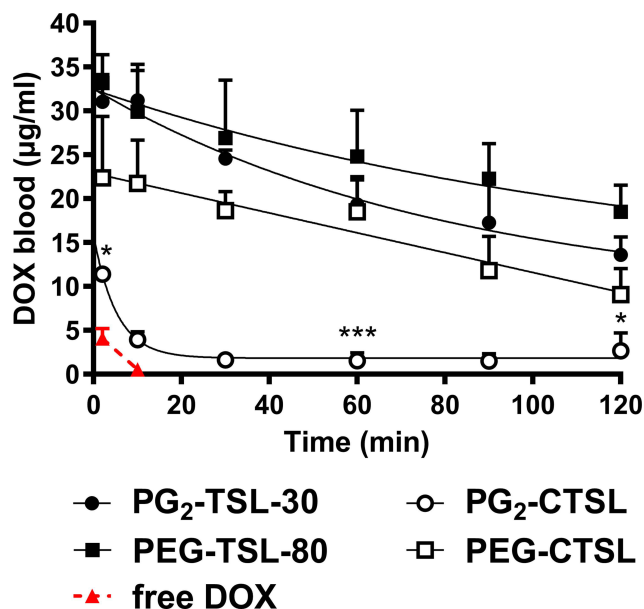 DOX blood (µg/ml)
40
35
30
25
20
15
10
5
0
*
***
*
0 20 40 60 80 100 120
Time (min)
PG₂-TSL-30 PG₂-CTSL
PEG-TSL-80 PEG-CTSL
free DOX